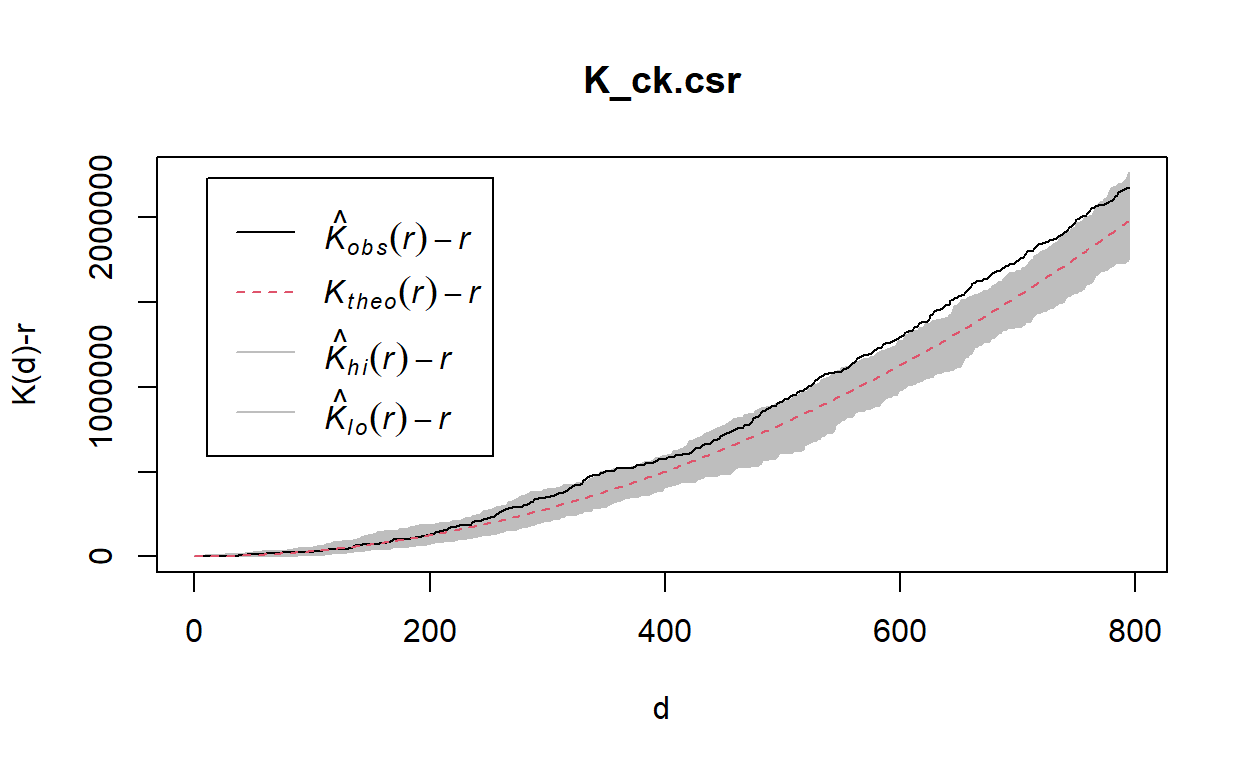 K_ck.csr
K̂obs(r) − r
Ktheo(r) − r
K̂hi(r) − r
K̂lo(r) − r
K(d)-r
2000000
1000000
0
0 200 400 600 800
d